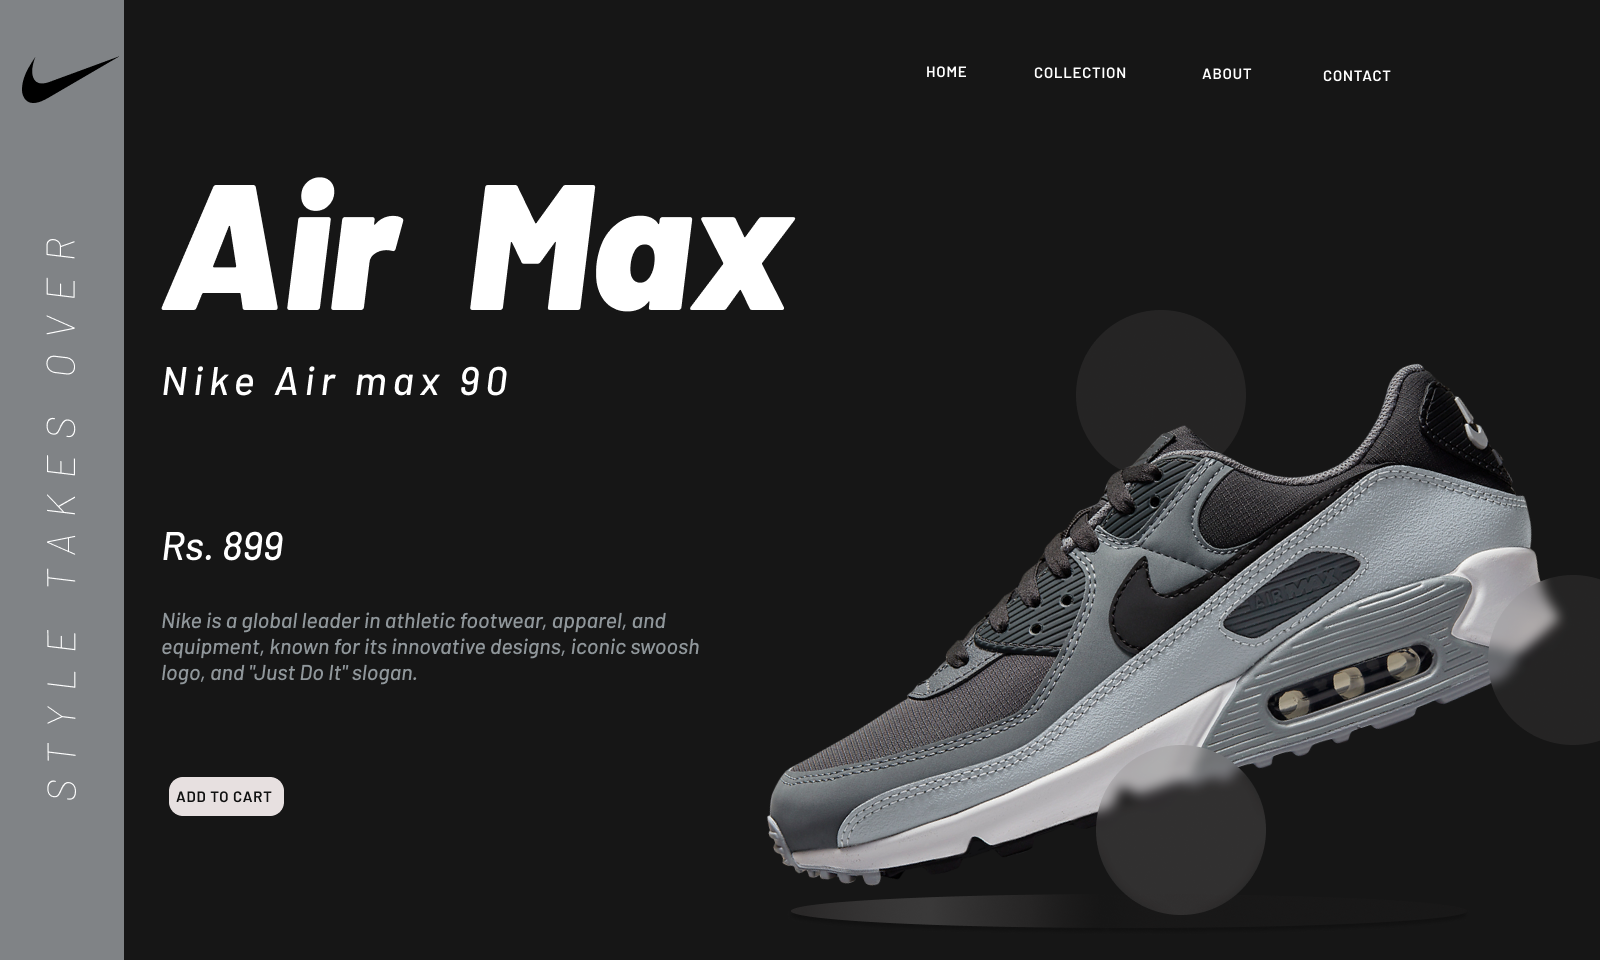 HOME
COLLECTION
ABOUT
CONTACT
STYLE TAKES OVER
Air Max
Nike Air max 90
Rs. 899
Nike is a global leader in athletic footwear, apparel, and
equipment, known for its innovative designs, iconic swoosh
logo, and "Just Do It" slogan.
ADD TO CART
AIR MAX